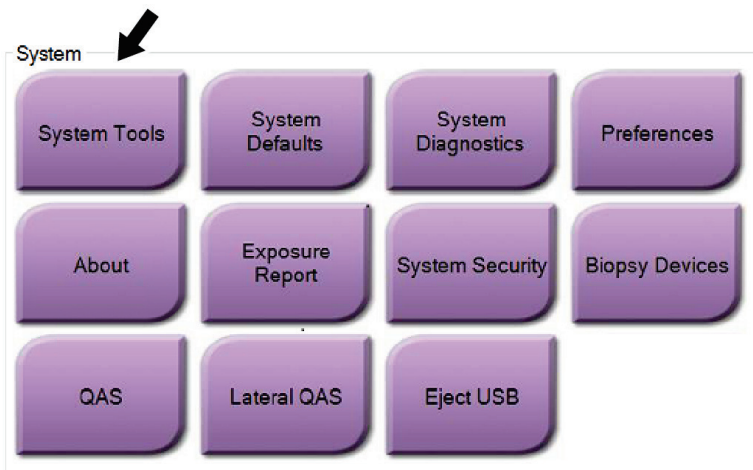 System
System Tools
System
Defaults
System
Diagnostics
Preferences
About
Exposure
Report
System Security
Biopsy Devices
QAS
Lateral QAS
Eject USB